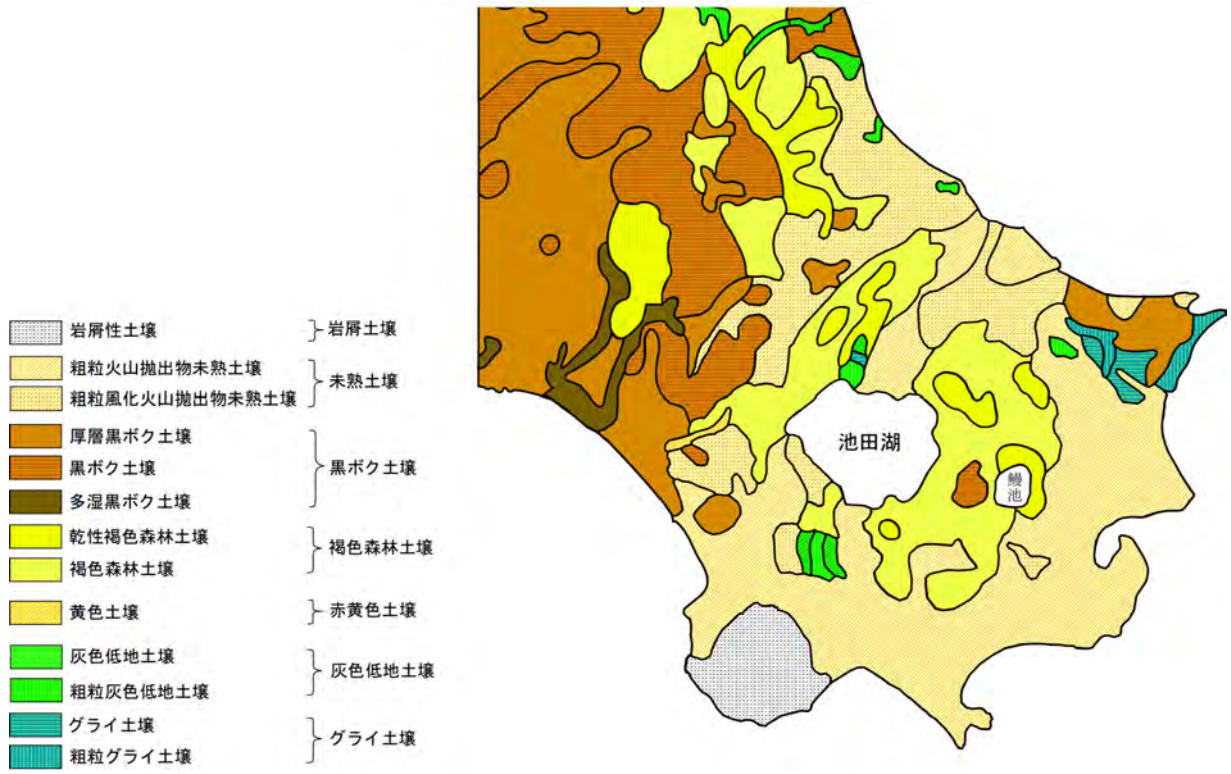 岩屑性土壌 岩屑土壌
粗粒火山抛出物未熟土壌
未熟土壌
粗粒風化火山抛出物未熟土壌
厚層黒ボク土壌
黒ボク土壌 黒ボク土壌
多湿黒ボク土壌
乾性褐色森林土壌
褐色森林土壌
褐色森林土壌
黄色土壌 赤黄色土壌
灰色低地土壌
灰色低地土壌
粗粒灰色低地土壌
グライ土壌
グライ土壌
粗粒グライ土壌
池田湖
鰻池